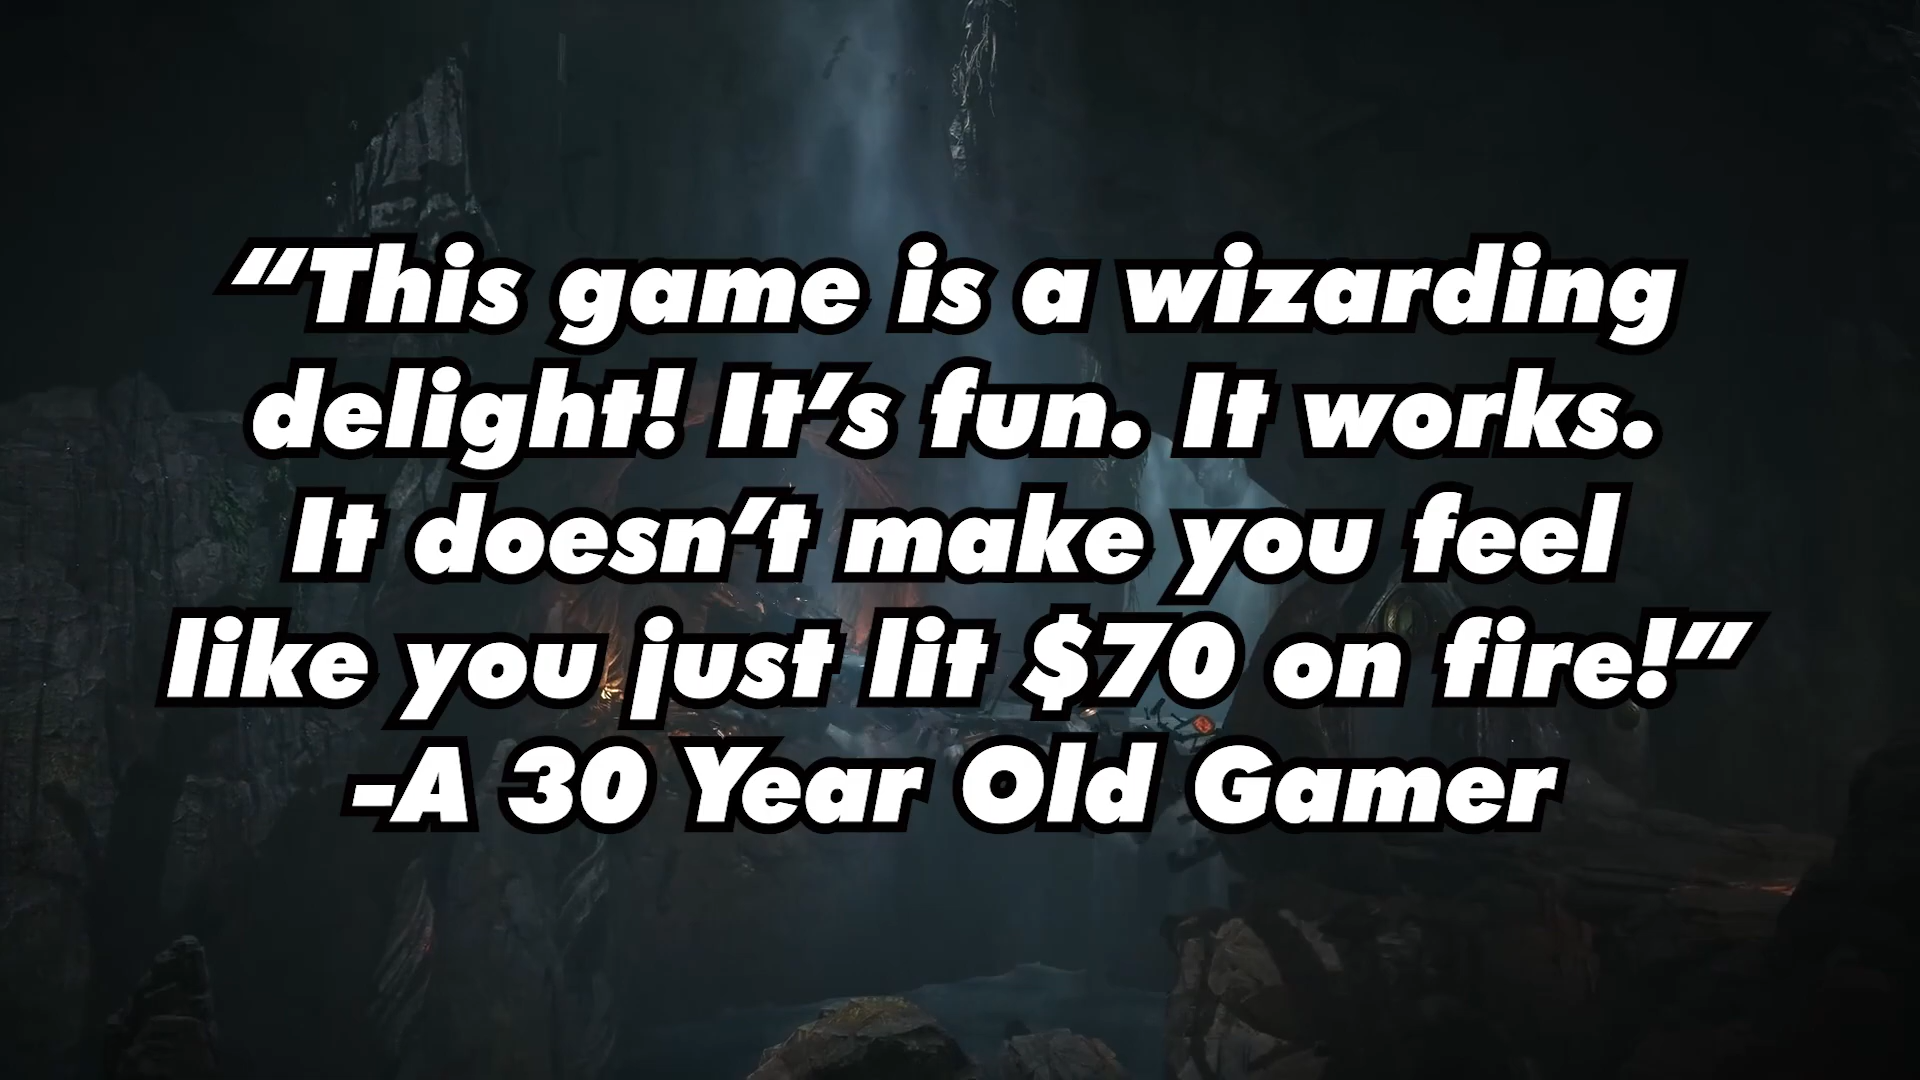 “This game is a wizarding
delight! It’s fun. It works.
It doesn’t make you feel
like you just lit $70 on fire!”
-A 30 Year Old Gamer